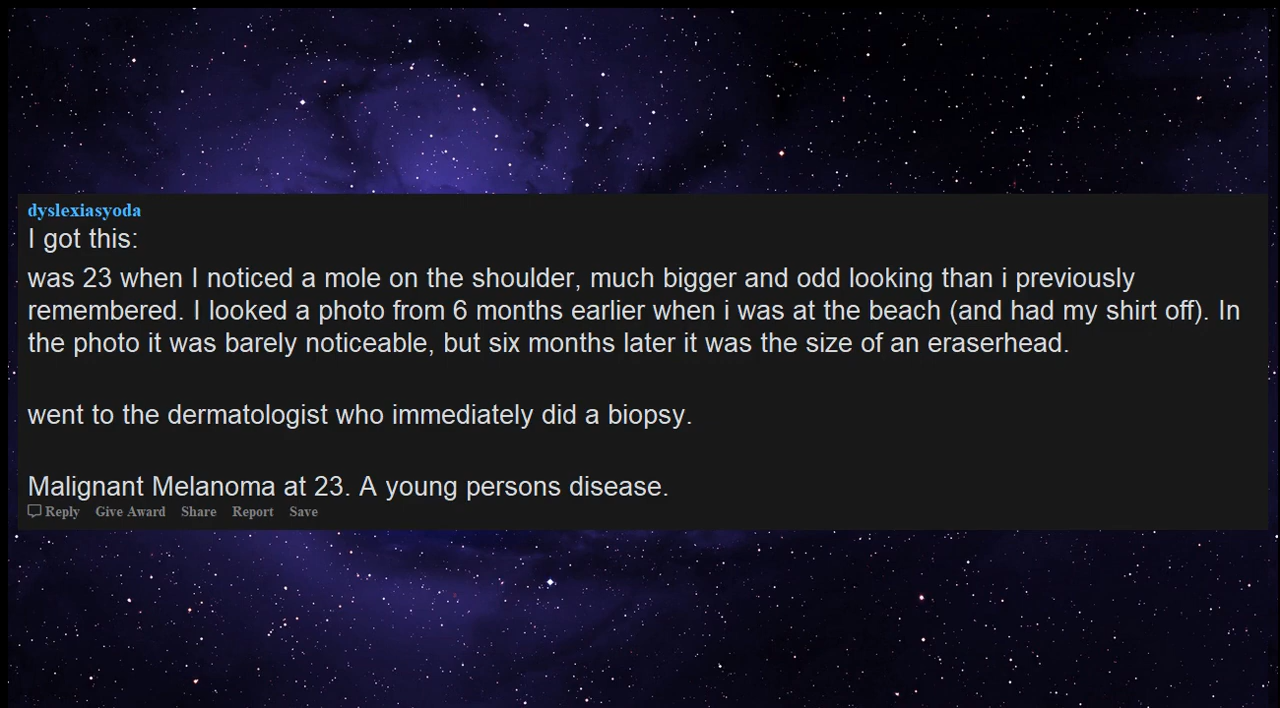 dyslexiasyoda
I got this:
was 23 when I noticed a mole on the shoulder, much bigger and odd looking than i previously
remembered. I looked a photo from 6 months earlier when i was at the beach (and had my shirt off). In
the photo it was barely noticeable, but six months later it was the size of an eraserhead.
went to the dermatologist who immediately did a biopsy.
Malignant Melanoma at 23. A young persons disease.
Reply Give Award Share Report Save